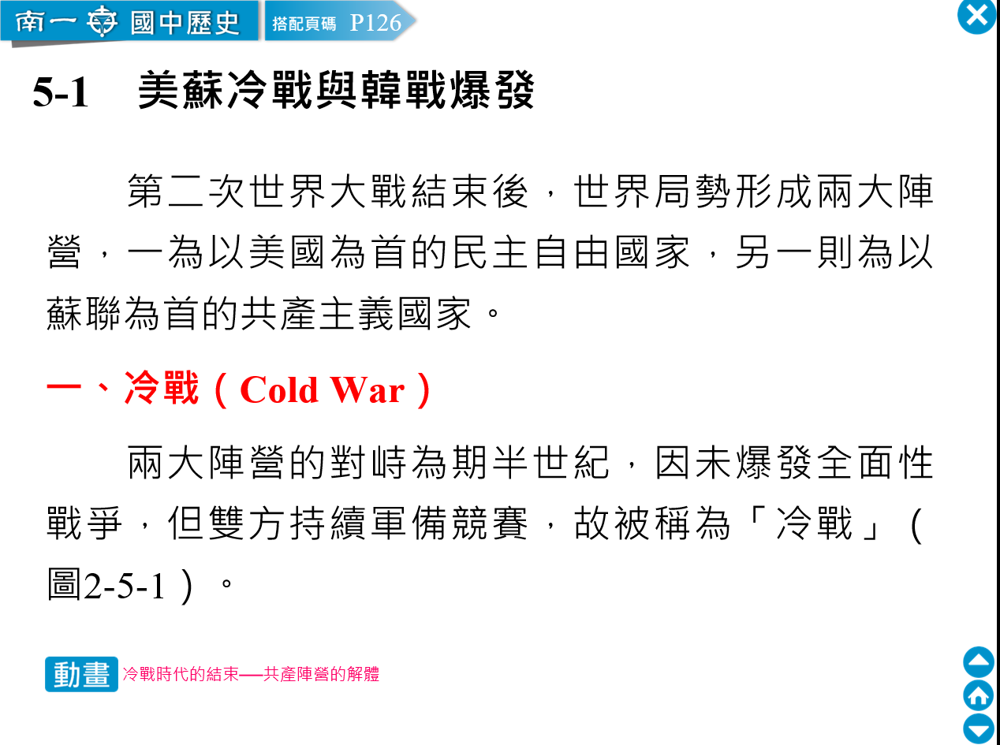 南一 國中歷史 搭配頁碼 P126
5-1 美蘇冷戰與韓戰爆發
第二次世界大戰結束後，世界局勢形成兩大陣
營，一為以美國為首的民主自由國家，另一則為以
蘇聯為首的共產主義國家。
一、冷戰（Cold War）
兩大陣營的對峙為期半世紀，因未爆發全面性
戰爭，但雙方持續軍備競賽，故被稱為「冷戰」（
圖2-5-1）。
動畫 冷戰時代的結束──共產陣營的解體